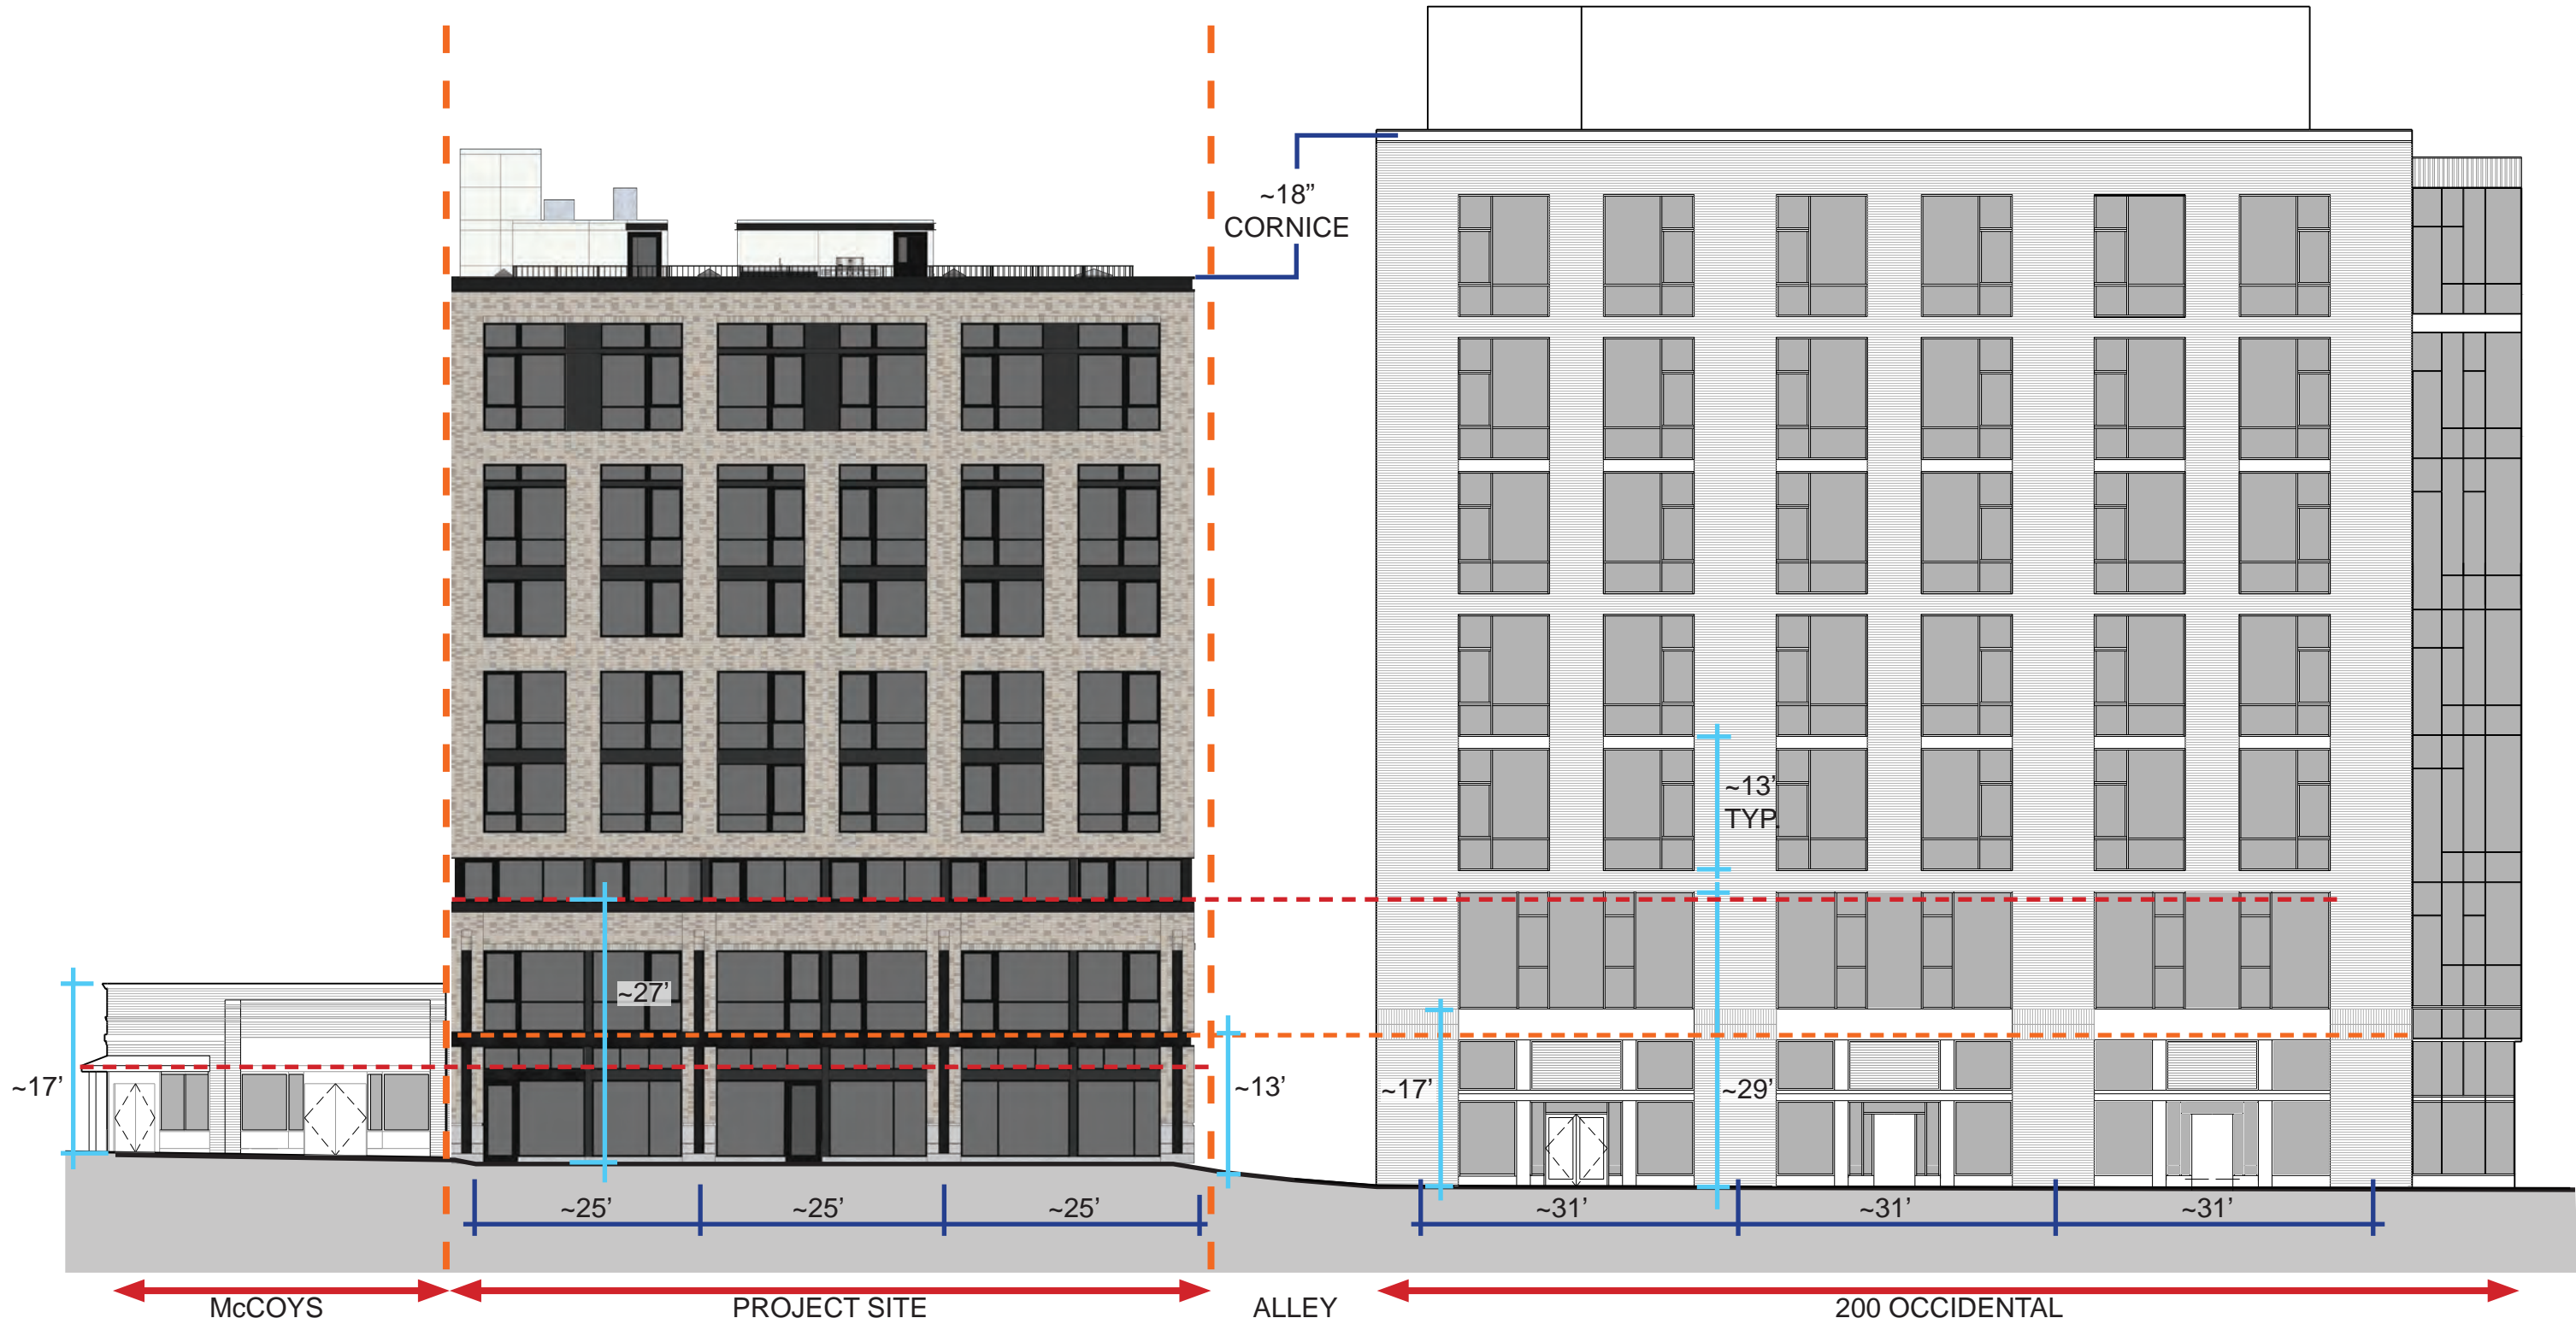 ~18”
CORNICE
~13’
TYP.
~27’
~17’
~13’
~17’
~29’
~25’
~25’
~25’
~31’
~31’
~31’
McCOYS
PROJECT SITE
ALLEY
200 OCCIDENTAL